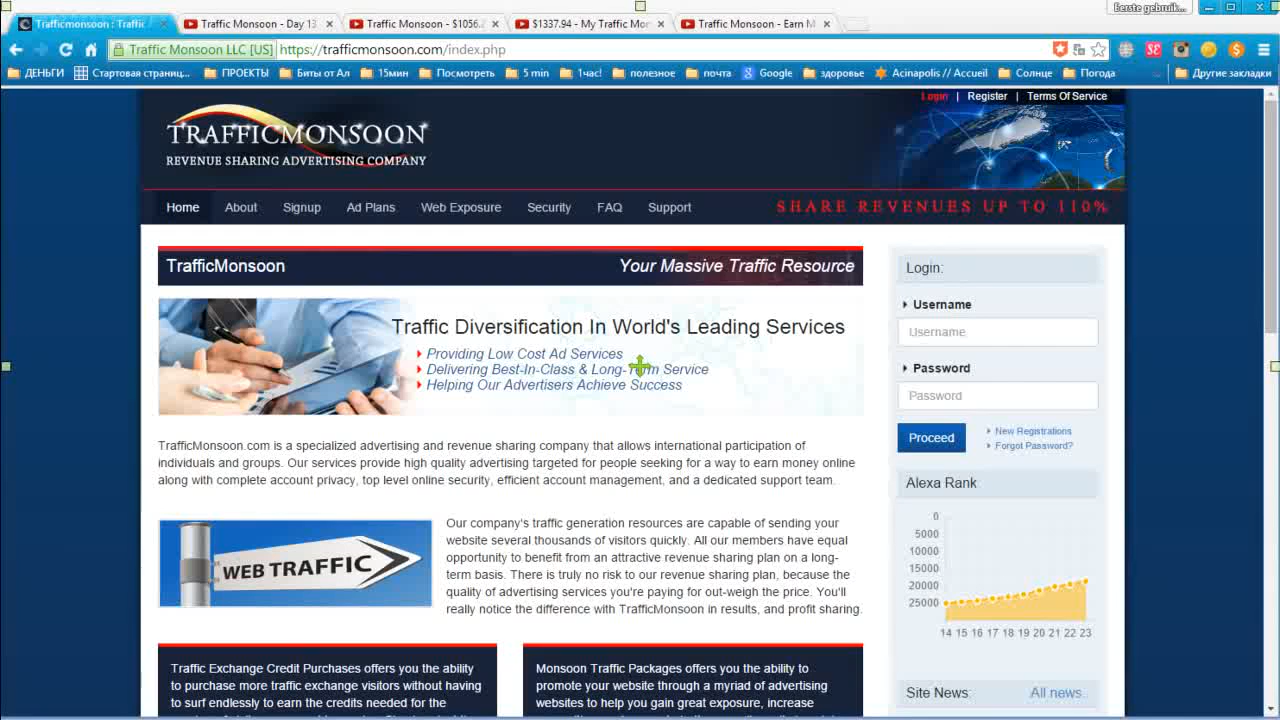 Trafficmonsoon : Traffic
Traffic Monsoon - Day 13
Traffic Monsoon - $1056.
$1337.94 - My Traffic Mon
Traffic Monsoon - Earn M
Eerste gebruik...
Traffic Monsoon LLC [US] https://trafficmonsoon.com/index.php
ДЕНЬГИ Стартовая страниц... ПРОЕКТЫ Биты от Ал 15мин Посмотреть 5 min 1час! полезное почта Google здоровье Acinapolis // Accueil Солнце Погода » Другие закладки
Login | Register | Terms Of Service
TRAFFICMONSOON
REVENUE SHARING ADVERTISING COMPANY
Home About Signup Ad Plans Web Exposure Security FAQ Support
SHARE REVENUES UP TO 110%
TrafficMonsoon
Your Massive Traffic Resource
Traffic Diversification In World's Leading Services
Providing Low Cost Ad Services
Delivering Best-In-Class & Long-Term Service
Helping Our Advertisers Achieve Success
TrafficMonsoon.com is a specialized advertising and revenue sharing company that allows international participation of
individuals and groups. Our services provide high quality advertising targeted for people seeking for a way to earn money online
along with complete account privacy, top level online security, efficient account management, and a dedicated support team.
WEB TRAFFIC
Our company's traffic generation resources are capable of sending your
website several thousands of visitors quickly. All our members have equal
opportunity to benefit from an attractive revenue sharing plan on a long-
term basis. There is truly no risk to our revenue sharing plan, because the
quality of advertising services you're paying for out-weigh the price. You'll
really notice the difference with TrafficMonsoon in results, and profit sharing.
Traffic Exchange Credit Purchases offers you the ability
to purchase more traffic exchange visitors without having
to surf endlessly to earn the credits needed for the
Monsoon Traffic Packages offers you the ability to
promote your website through a myriad of advertising
websites to help you gain great exposure, increase
Login:
Username
Username
Password
Password
Proceed
New Registrations
Forgot Password?
Alexa Rank
0
5000
10000
15000
20000
25000
14 15 16 17 18 19 20 21 22 23
Site News:
All news..